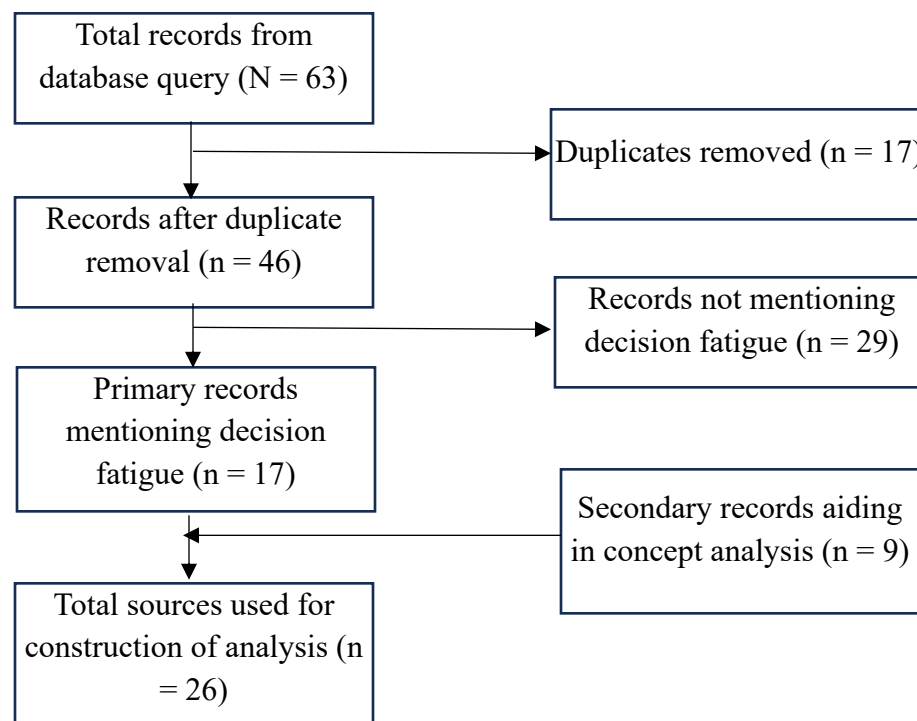 Total records from
database query (N = 63)
Duplicates removed (n = 17)
Records after duplicate
removal (n = 46)
Records not mentioning
decision fatigue (n = 29)
Primary records
mentioning decision
fatigue (n = 17)
Secondary records aiding
in concept analysis (n = 9)
Total sources used for
construction of analysis (n
= 26)